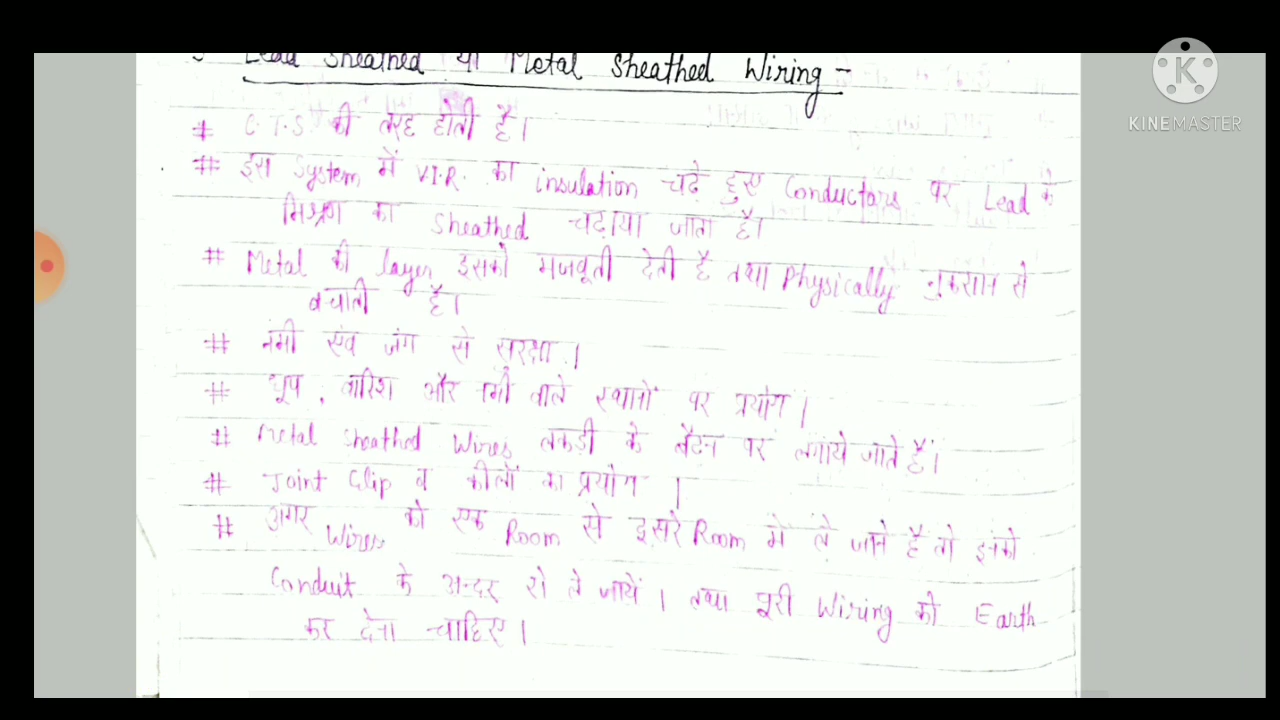 Lead Sheathed या Metal Sheathed Wiring -
# C.T.S की तरह होती है।
# इस System में V.I.R. का insulation चढ़े हुए Conductors पर Lead के
मिश्रण का Sheathed चढ़ाया जाता है।
# Metal की layer इसको मजबूती देती है तथा Physically नुकसान से
बचाती है।
# नमी एंव जंग से सुरक्षा।
# धूप, बारिश और नमी वाले स्थानों पर प्रयोग।
# Metal Sheathed Wires लकड़ी के बैटन पर लगाये जाते हैं।
# Joint Clip व कीलों का प्रयोग।
# अगर Wires को एक Room से दूसरे Room में ले जाने है तो इनको
Conduit के अन्दर से ले जायें। तथा पूरी Wiring को Earth
कर देना चाहिए।
K
KINEMASTER